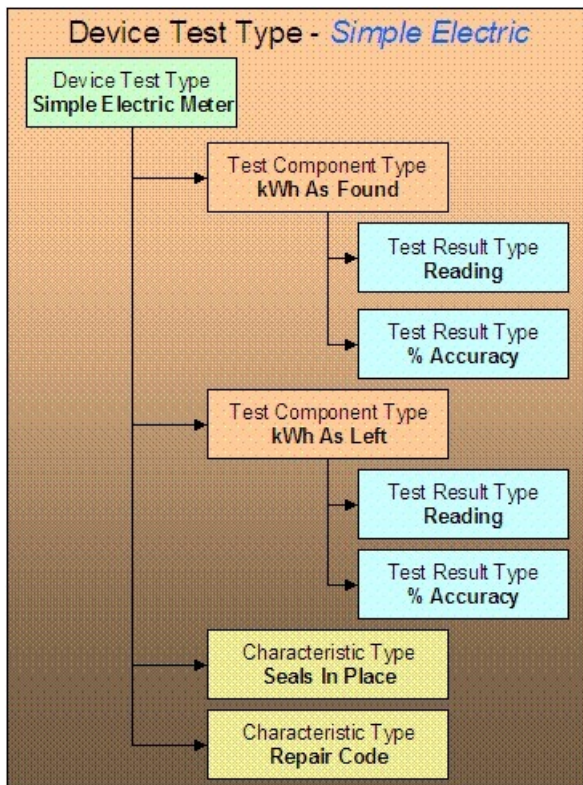 Device Test Type - Simple Electric
Device Test Type
Simple Electric Meter
Test Component Type
kWh As Found
Test Result Type
Reading
Test Result Type
% Accuracy
Test Component Type
kWh As Left
Test Result Type
Reading
Test Result Type
% Accuracy
Characteristic Type
Seals In Place
Characteristic Type
Repair Code